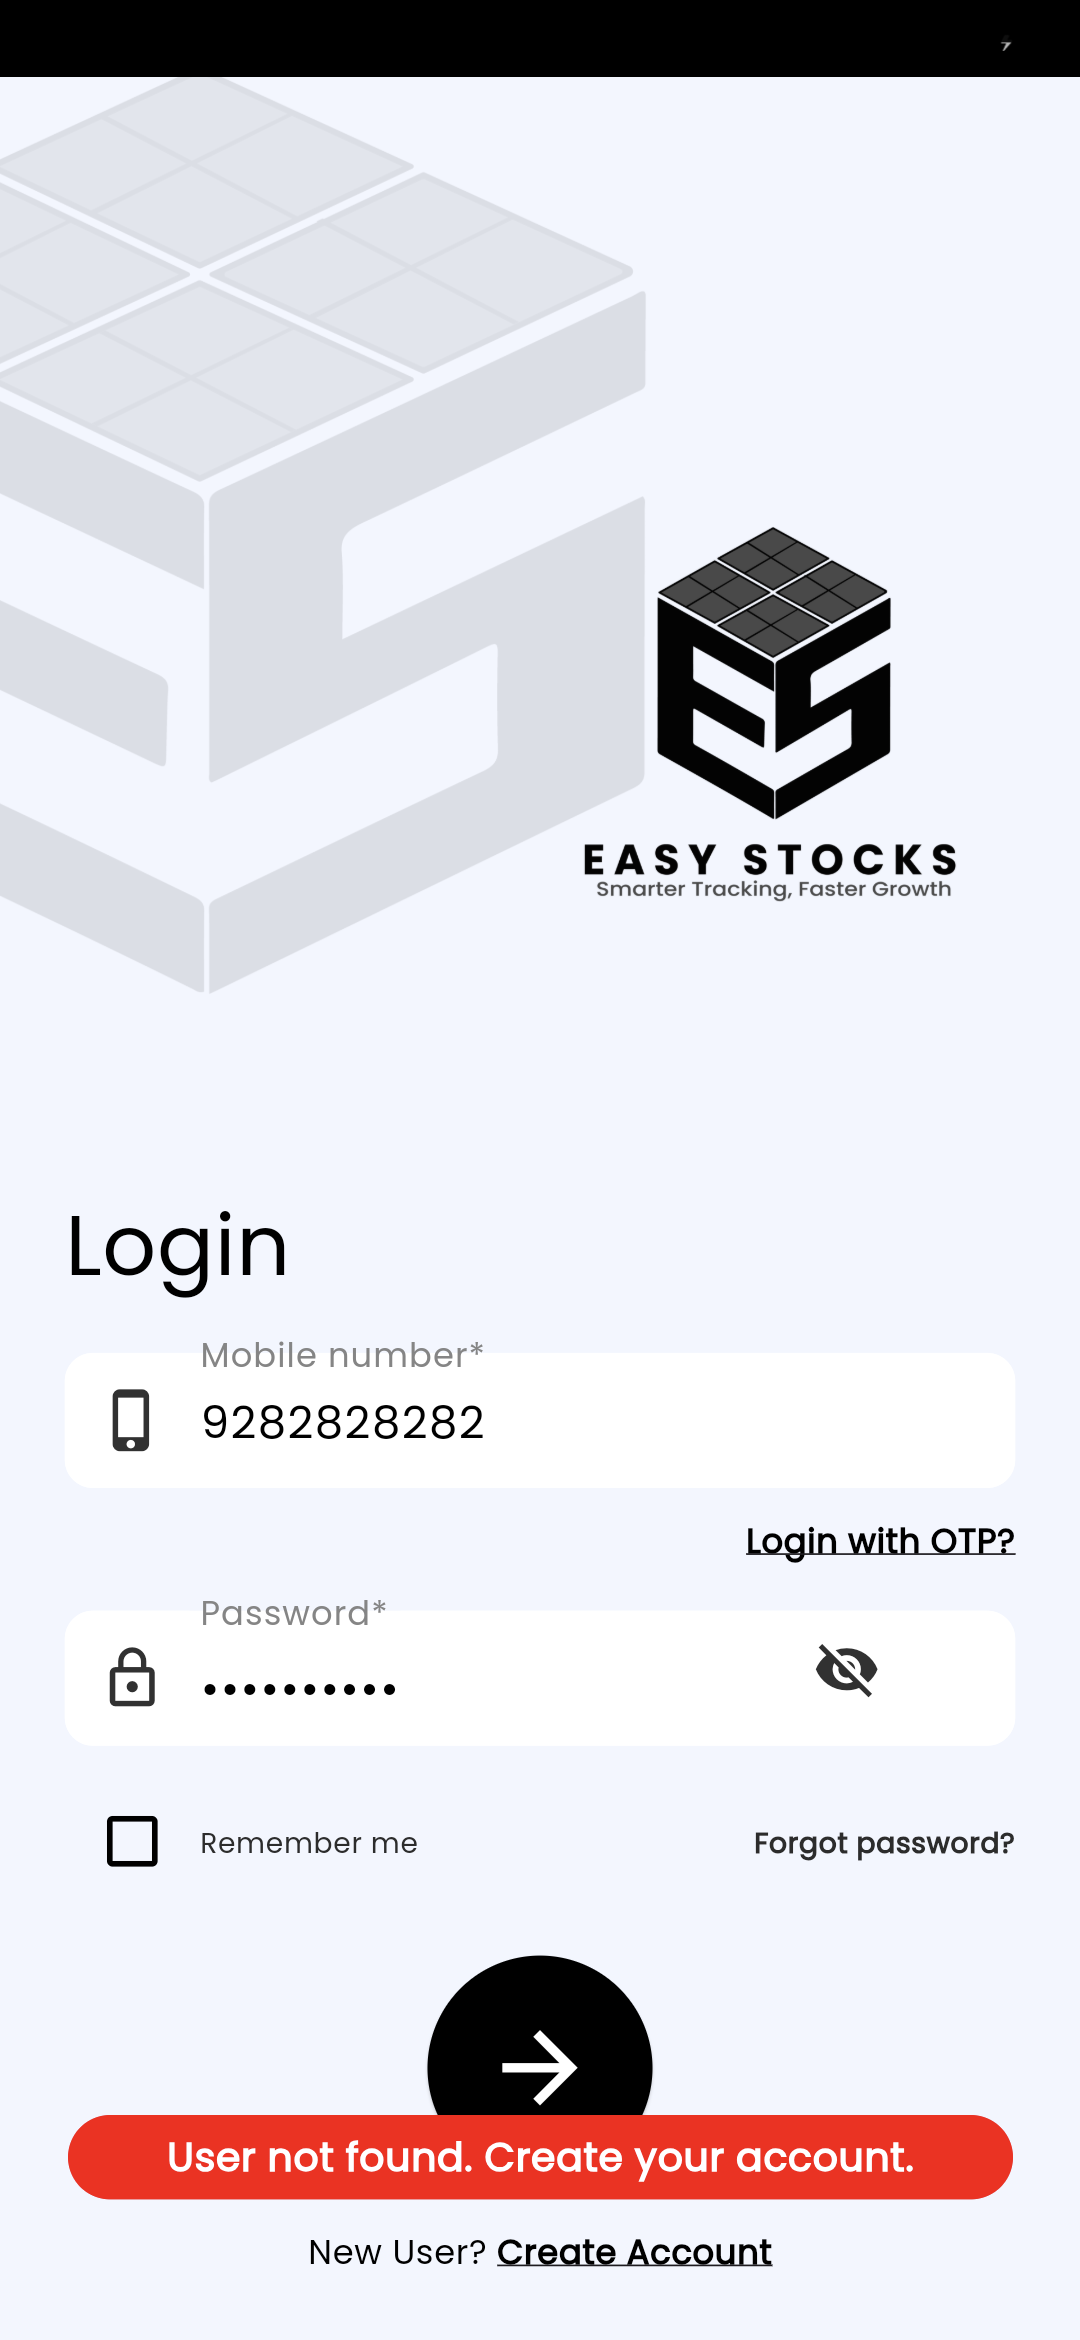 ES
EASY STOCKS
Smarter Tracking, Faster Growth
Login
Mobile number*
9282828282
Login with OTP?
Password*
••••••••••
Remember me
Forgot password?
User not found. Create your account.
New User? Create Account